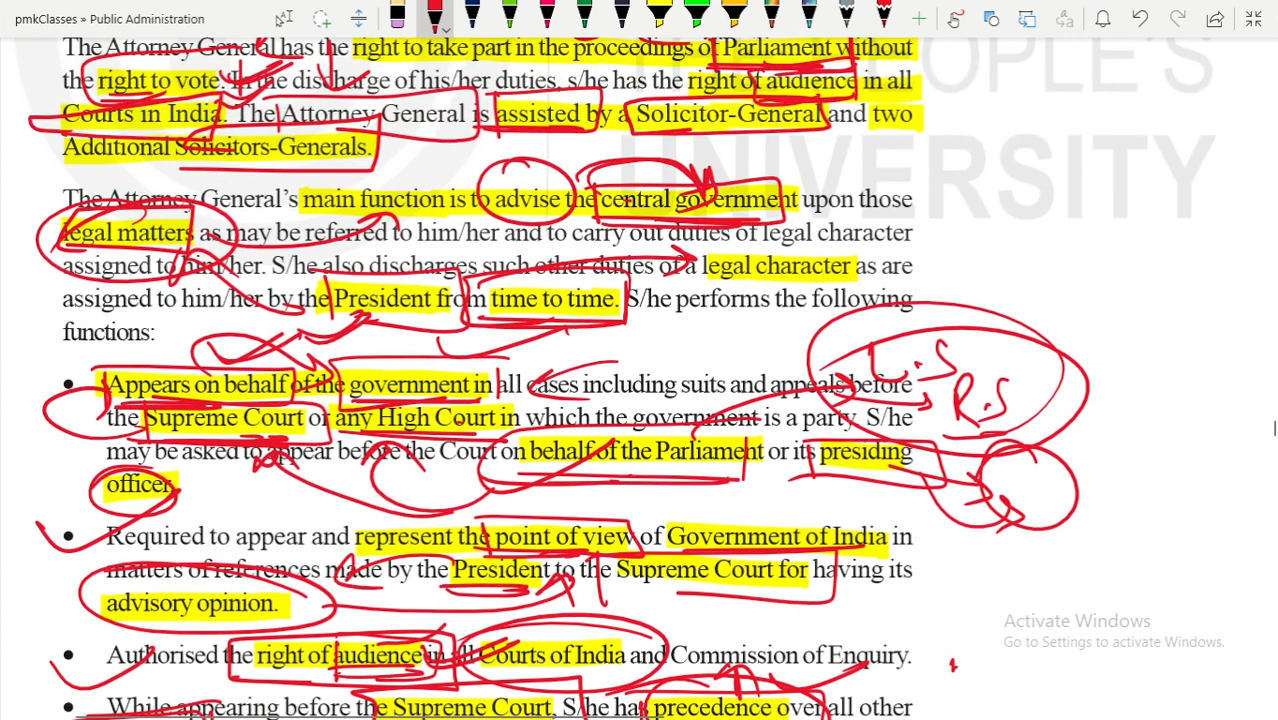 pmkClasses » Public Administration
The Attorney General has the right to take part in the proceedings of Parliament without
the right to vote. In the discharge of his/her duties, s/he has the right of audience in all
Courts in India. The Attorney General is assisted by a Solicitor-General and two
Additional Solicitors-Generals.
The Attorney General's main function is to advise the central government upon those
legal matters as may be referred to him/her and to carry out duties of legal character
assigned to him/her. S/he also discharges such other duties of a legal character as are
assigned to him/her by the President from time to time. S/he performs the following
functions:
L.S
R.S
• Appears on behalf of the government in all cases including suits and appeals before
the Supreme Court or any High Court in which the government is a party. S/he
may be asked to appear before the Court on behalf of the Parliament or its presiding
officer.
• Required to appear and represent the point of view of Government of India in
matters of references made by the President to the Supreme Court for having its
advisory opinion.
• Authorised the right of audience in all Courts of India and Commission of Enquiry.
• While appearing before the Supreme Court, S/he has precedence over all other
PEOPLE'S
UNIVERSITY
Activate Windows
Go to Settings to activate Windows.